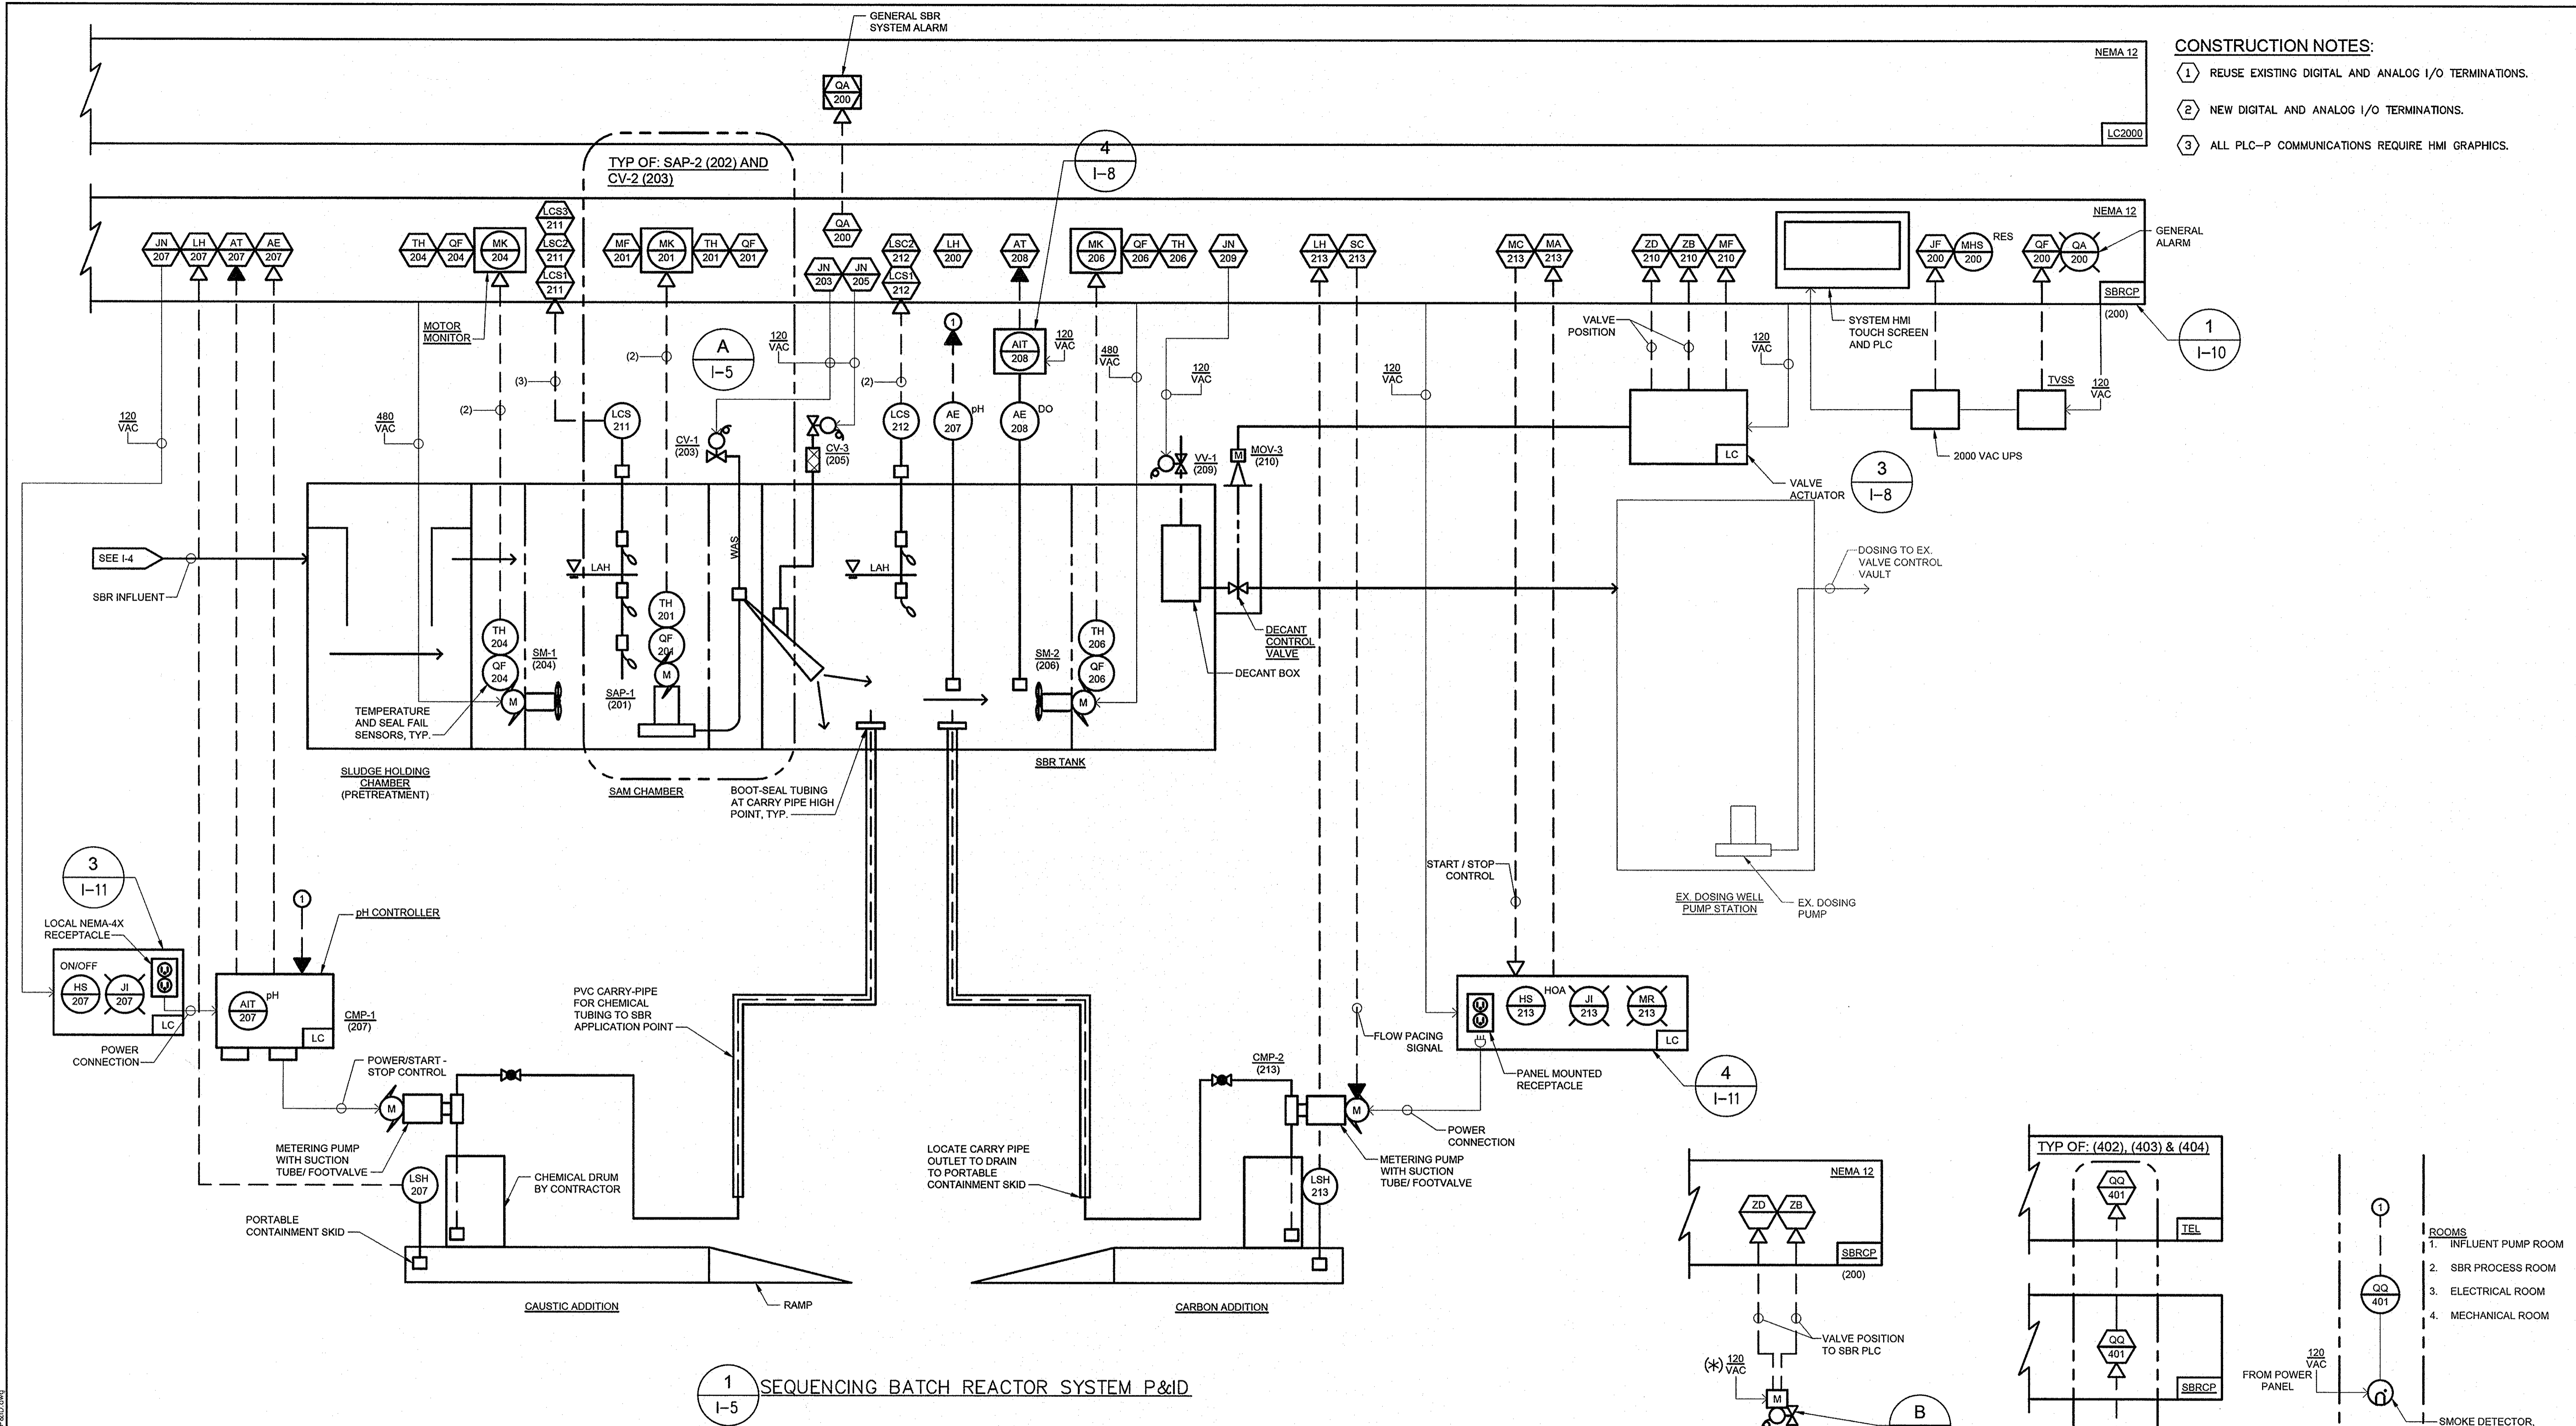 GENERAL SBR
SYSTEM ALARM
NEMA 12
QA
200
LC2000
CONSTRUCTION NOTES:
1 REUSE EXISTING DIGITAL AND ANALOG I/O TERMINATIONS.
2 NEW DIGITAL AND ANALOG I/O TERMINATIONS.
3 ALL PLC-P COMMUNICATIONS REQUIRE HMI GRAPHICS.
TYP OF: SAP-2 (202) AND
CV-2 (203)
4
I-8
NEMA 12
JN
207
LH
207
AT
207
AE
207
TH
204
QF
204
MK
204
LCS3
211
LSC2
211
LCS1
211
MF
201
MK
201
TH
201
QF
201
QA
200
JN
203
JN
205
LSC2
212
LCS1
212
LH
200
AT
208
MK
206
QF
206
TH
206
JN
209
LH
213
SC
213
MC
213
MA
213
ZD
210
ZB
210
MF
210
JF
200
MHS
200
RES
QF
200
QA
200
GENERAL
ALARM
SBRCP
(200)
1
I-10
MOTOR
MONITOR
(2)
(3)
(2)
A
I-5
120
VAC
(2)
1
AIT
208
120
VAC
480
VAC
120
VAC
120
VAC
VALVE
POSITION
120
VAC
SYSTEM HMI
TOUCH SCREEN
AND PLC
TVSS
120
VAC
2000 VAC UPS
120
VAC
480
VAC
LCS
211
CV-1
(203)
CV-3
(205)
LCS
212
AE
207
pH
AE
208
DO
VV-1
(209)
M
MOV-3
(210)
LC
VALVE
ACTUATOR
3
I-8
SEE I-4
SBR INFLUENT
LAH
WAS
LAH
DOSING TO EX.
VALVE CONTROL
VAULT
TH
204
QF
204
M
SM-1
(204)
TH
201
QF
201
M
SAP-1
(201)
TEMPERATURE
AND SEAL FAIL
SENSORS, TYP.
SM-2
(206)
TH
206
QF
206
M
DECANT
CONTROL
VALVE
DECANT BOX
SLUDGE HOLDING
CHAMBER
(PRETREATMENT)
SAM CHAMBER
BOOT-SEAL TUBING
AT CARRY PIPE HIGH
POINT, TYP.
SBR TANK
START / STOP
CONTROL
EX. DOSING WELL
PUMP STATION
EX. DOSING
PUMP
3
I-11
LOCAL NEMA-4X
RECEPTACLE
1
pH CONTROLLER
ON/OFF
HS
207
JI
207
LC
AIT
207
pH
LC
CMP-1
(207)
POWER
CONNECTION
POWER/START -
STOP CONTROL
M
PVC CARRY-PIPE
FOR CHEMICAL
TUBING TO SBR
APPLICATION POINT
HS
213
HOA
JI
213
MR
213
LC
FLOW PACING
SIGNAL
PANEL MOUNTED
RECEPTACLE
4
I-11
CMP-2
(213)
M
POWER
CONNECTION
METERING PUMP
WITH SUCTION
TUBE/ FOOTVALVE
LSH
207
CHEMICAL DRUM
BY CONTRACTOR
PORTABLE
CONTAINMENT SKID
LOCATE CARRY PIPE
OUTLET TO DRAIN
TO PORTABLE
CONTAINMENT SKID
METERING PUMP
WITH SUCTION
TUBE/ FOOTVALVE
LSH
213
CAUSTIC ADDITION
RAMP
CARBON ADDITION
NEMA 12
ZD
ZB
SBRCP
(200)
VALVE POSITION
TO SBR PLC
(*) 120
VAC
M
B
TYP OF: (402), (403) & (404)
QQ
401
TEL
QQ
401
SBRCP
1
QQ
401
ROOMS
1. INFLUENT PUMP ROOM
2. SBR PROCESS ROOM
3. ELECTRICAL ROOM
4. MECHANICAL ROOM
120
VAC
FROM POWER
PANEL
SMOKE DETECTOR,
1
I-5
SEQUENCING BATCH REACTOR SYSTEM P&ID